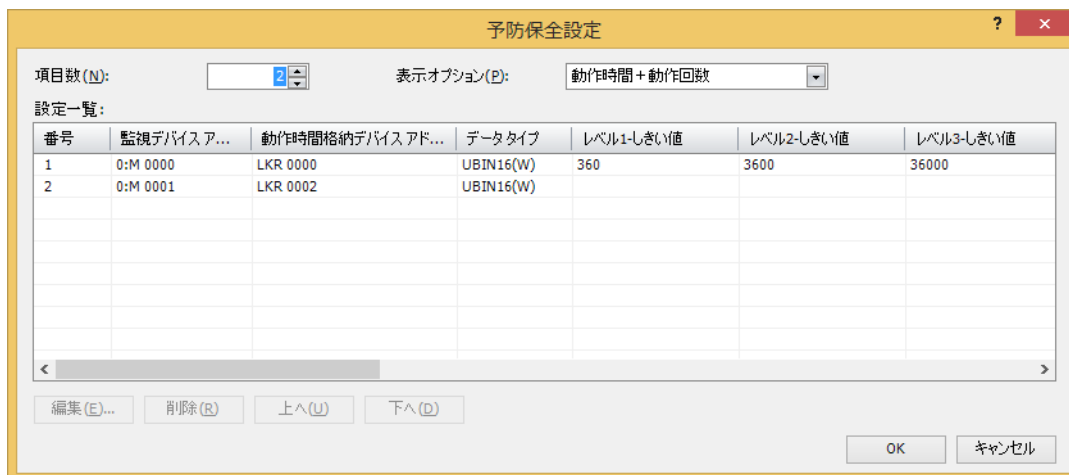 予防保全設定
? ×
項目数(N): 2 表示オプション(P): 動作時間+動作回数
設定一覧:
番号 監視デバイス ア... 動作時間格納デバイス アド... データ タイプ レベル1-しきい値 レベル2-しきい値 レベル3-しきい値
1 0:M 0000 LKR 0000 UBIN16(W) 360 3600 36000
2 0:M 0001 LKR 0002 UBIN16(W)
編集(E)... 削除(R) 上へ(U) 下へ(D)
OK キャンセル